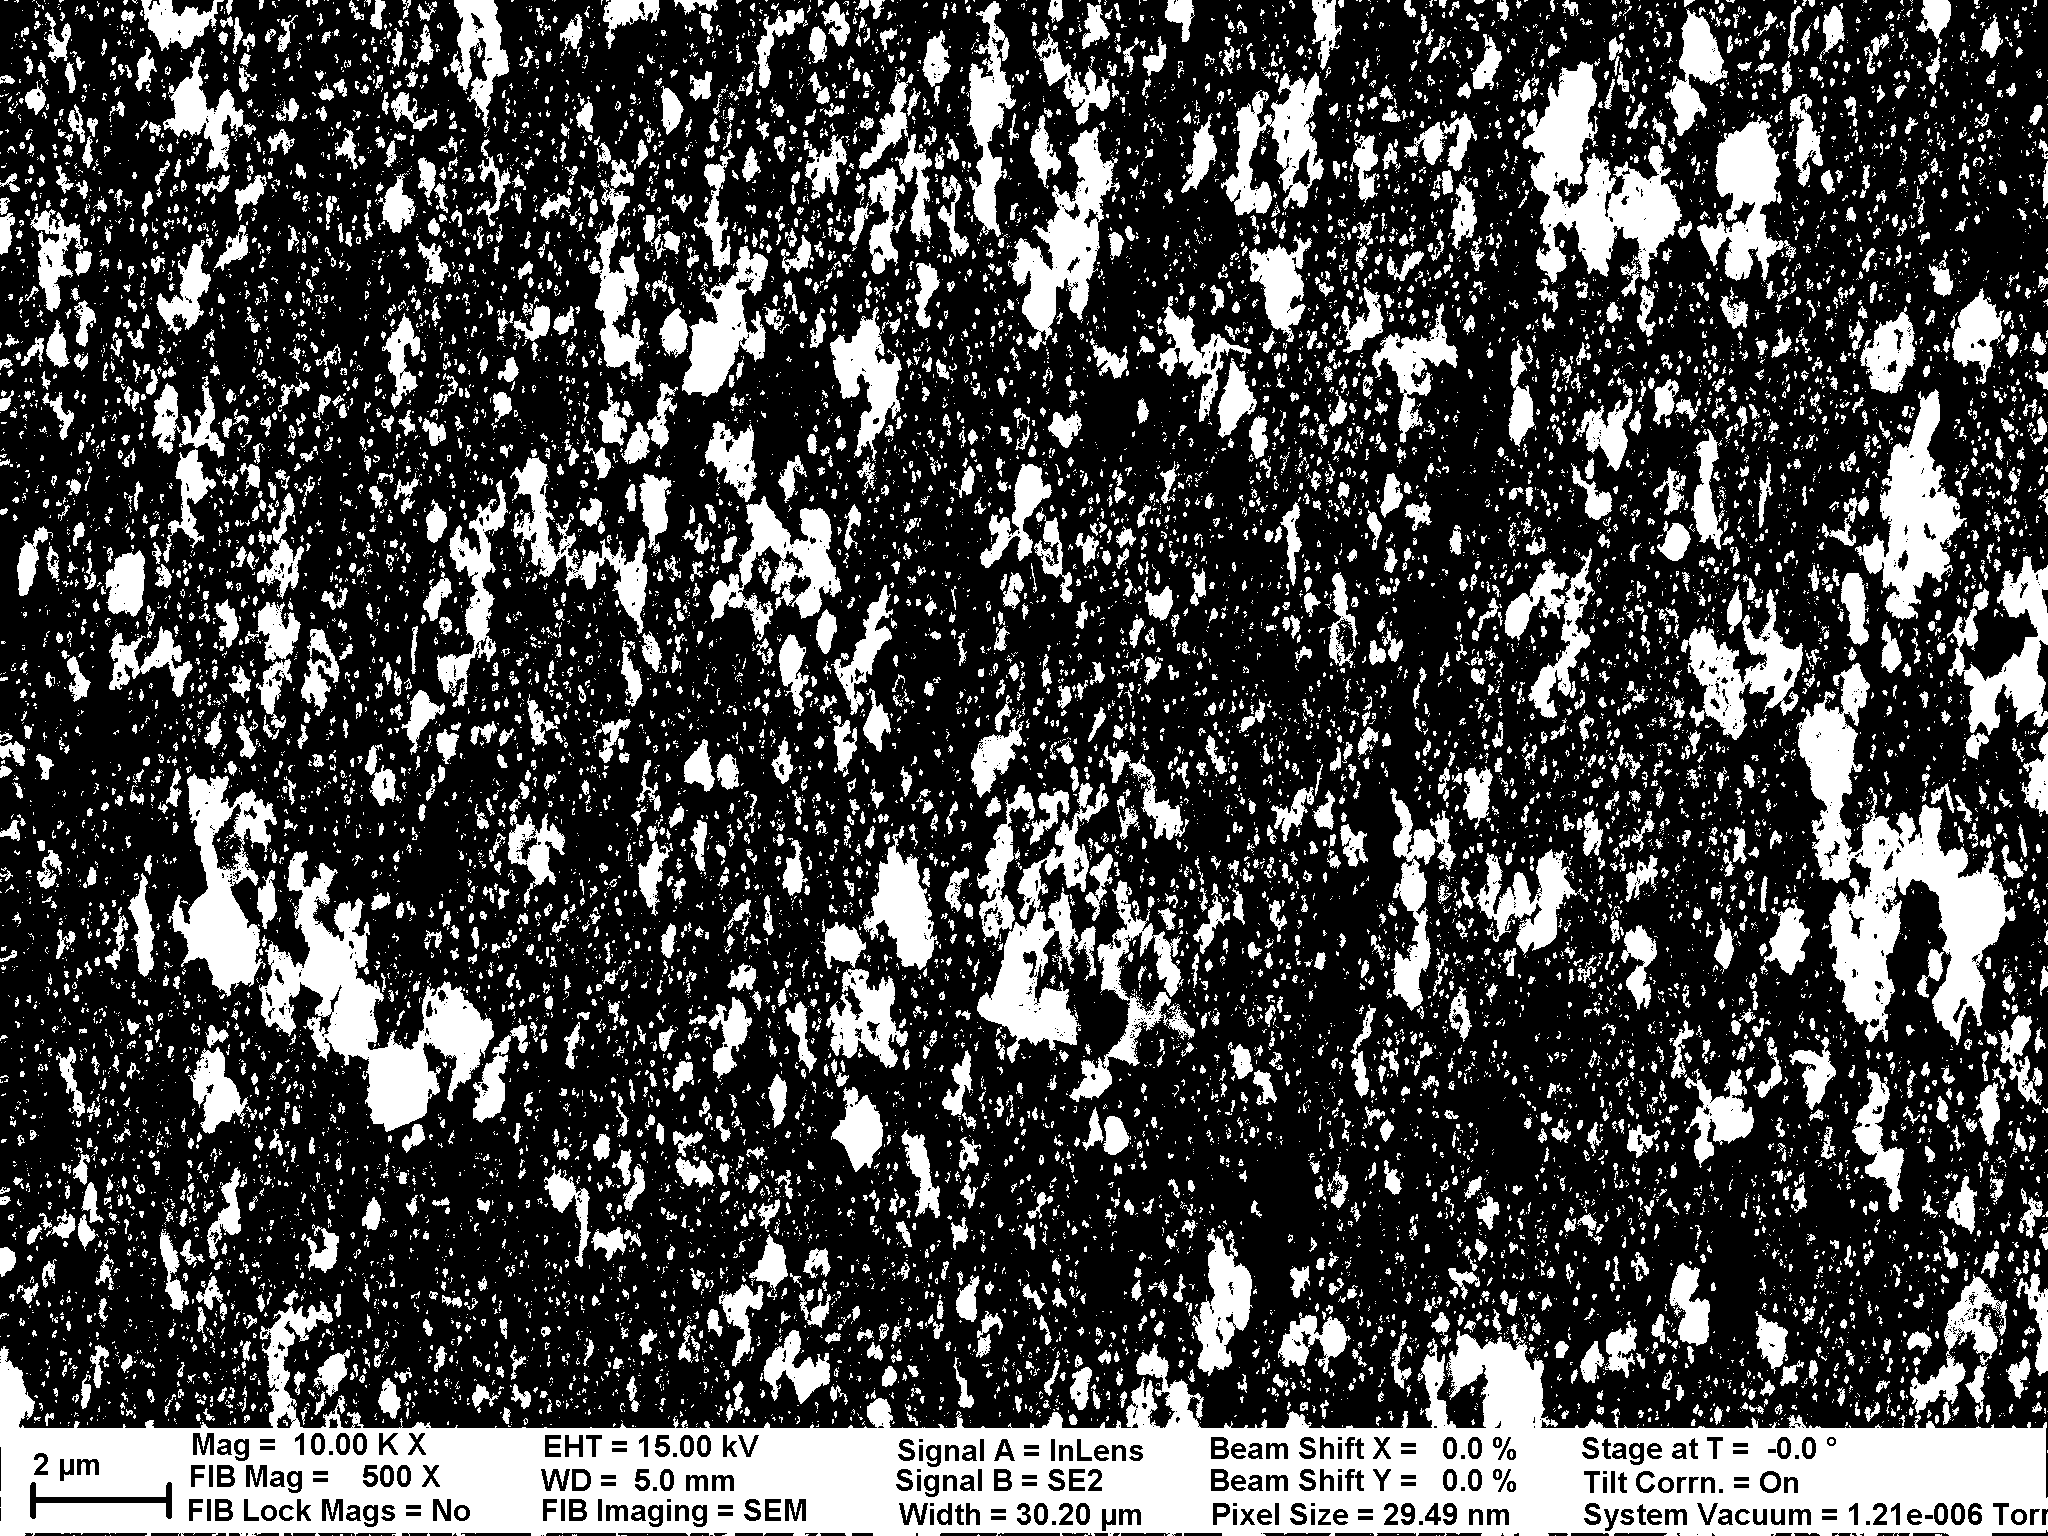 2 µm
Mag = 10.00 K X
FIB Mag = 500 X
FIB Lock Mags = No
EHT = 15.00 kV
WD = 5.0 mm
FIB Imaging = SEM
Signal A = InLens
Signal B = SE2
Width = 30.20 µm
Beam Shift X = 0.0 %
Beam Shift Y = 0.0 %
Pixel Size = 29.49 nm
Stage at T = -0.0 °
Tilt Corrn. = On
System Vacuum = 1.21e-006 Torr